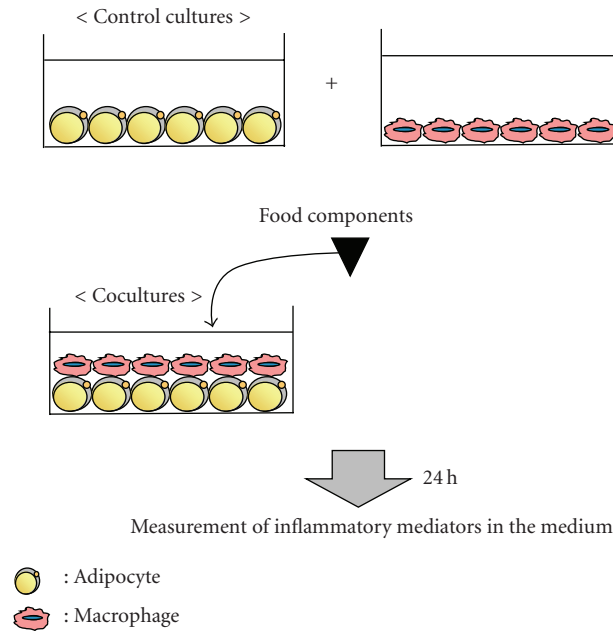 < Control cultures >
+
Food components
< Cocultures >
24 h
Measurement of inflammatory mediators in the medium
: Adipocyte
: Macrophage